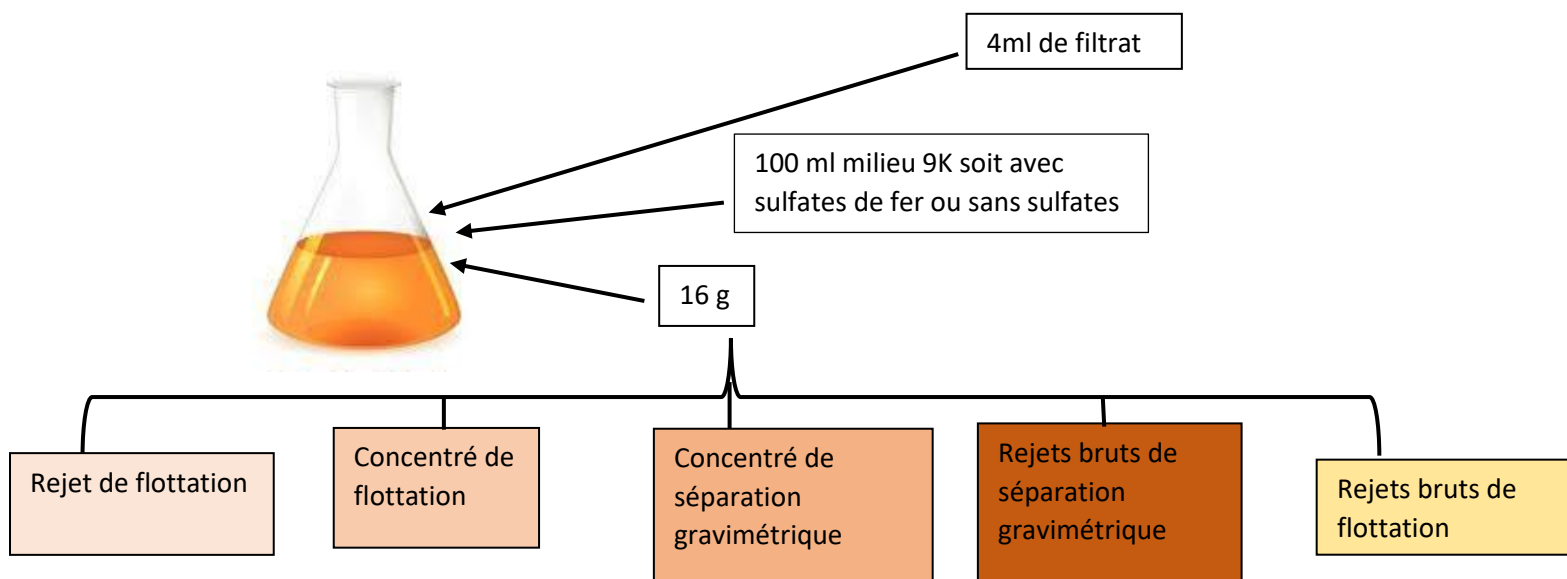 4ml de filtrat
100 ml milieu 9K soit avec
sulfates de fer ou sans sulfates
16 g
Rejet de flottation
Concentré de
flottation
Concentré de
séparation
gravimétrique
Rejets bruts de
séparation
gravimétrique
Rejets bruts de
flottation